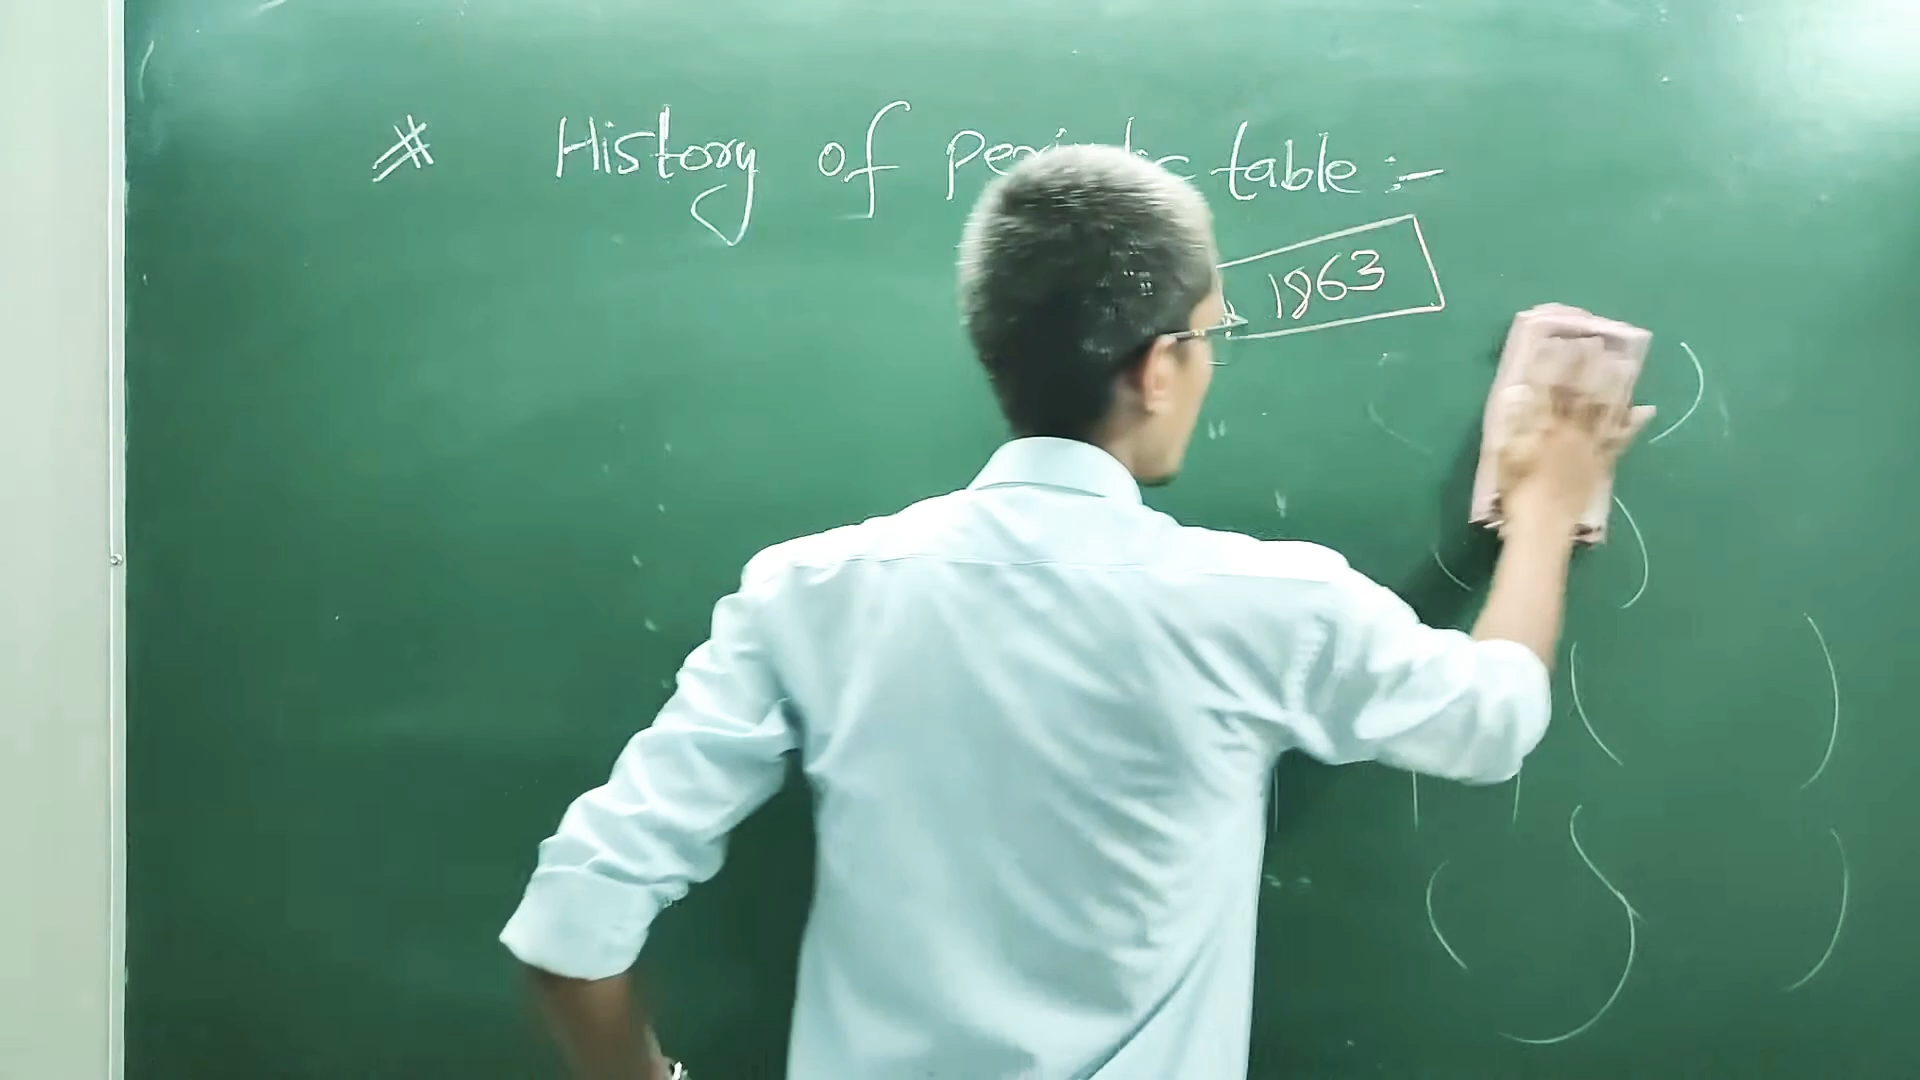 * History of periodic table :-
1863